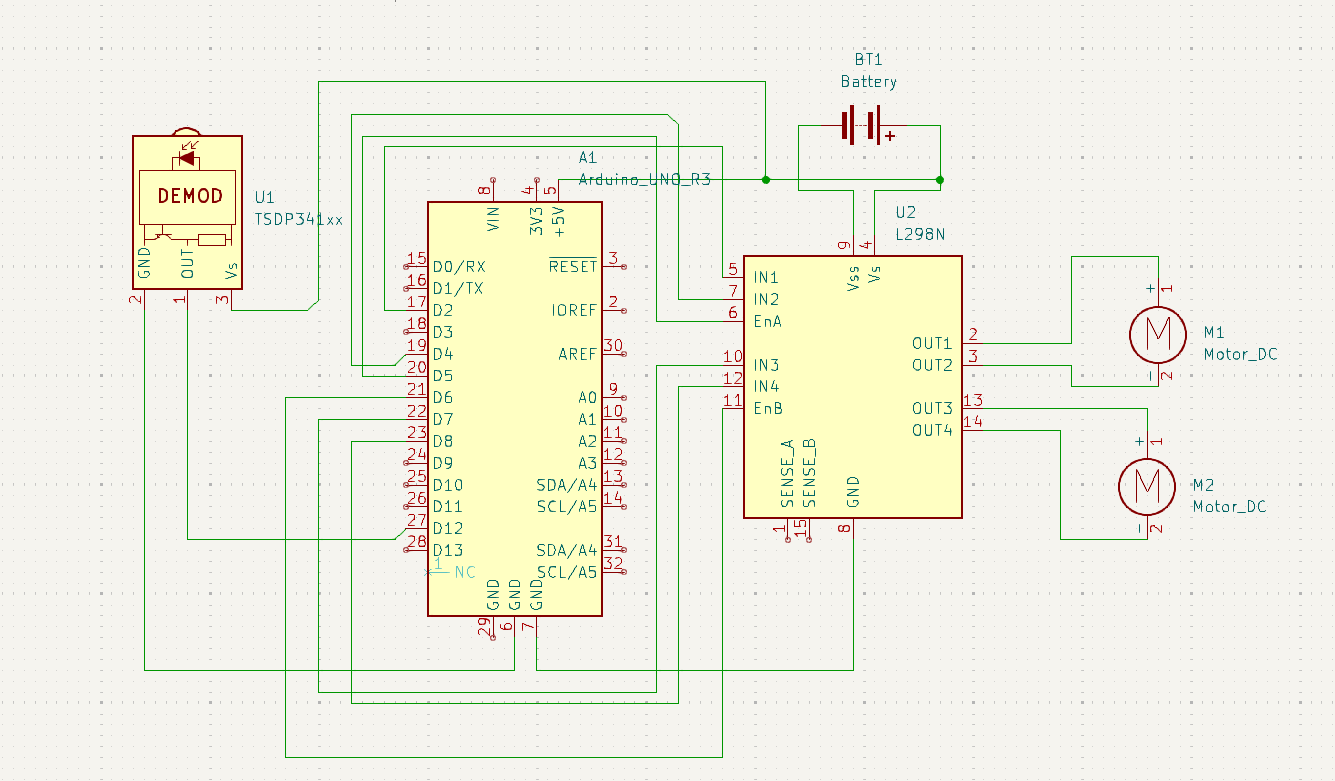 BT1
Battery
+
DEMOD
GND
OUT
Vs
2
1
3
U1
TSDP341xx
A1
Arduino_UNO_R3
8
4
5
VIN
3V3
+5V
15 D0/RX
16 D1/TX
17 D2
18 D3
19 D4
20 D5
21 D6
22 D7
23 D8
24 D9
25 D10
26 D11
27 D12
28 D13
1 NC
RESET 3
IOREF 2
AREF 30
A0 9
A1 10
A2 11
A3 12
SDA/A4 13
SCL/A5 14
SDA/A4 31
SCL/A5 32
GND
GND
GND
29
6
7
U2
L298N
9
4
Vss
Vs
5 IN1
7 IN2
6 EnA
10 IN3
12 IN4
11 EnB
OUT1 2
OUT2 3
OUT3 13
OUT4 14
SENSE_A
SENSE_B
GND
1
15
8
+ 1
M
M1
Motor_DC
- 2
+ 1
M
M2
Motor_DC
- 2